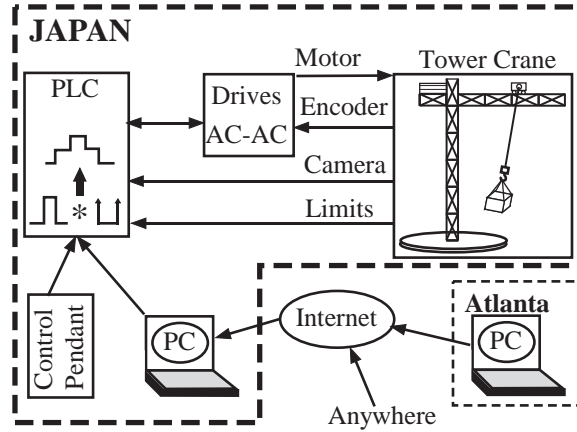 JAPAN
PLC
*
Drives
AC-AC
Motor
Encoder
Camera
Limits
Tower Crane
Control
Pendant
PC
Internet
Anywhere
Atlanta
PC